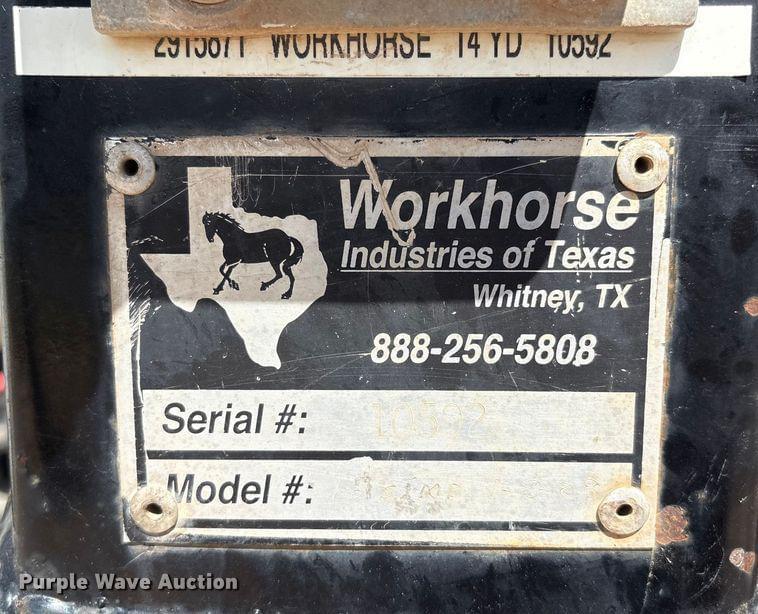 2915871 WORKHORSE 14 YD 10592
Workhorse
Industries of Texas
Whitney, TX
888-256-5808
Serial #: 10592
Model #:
Purple Wave Auction